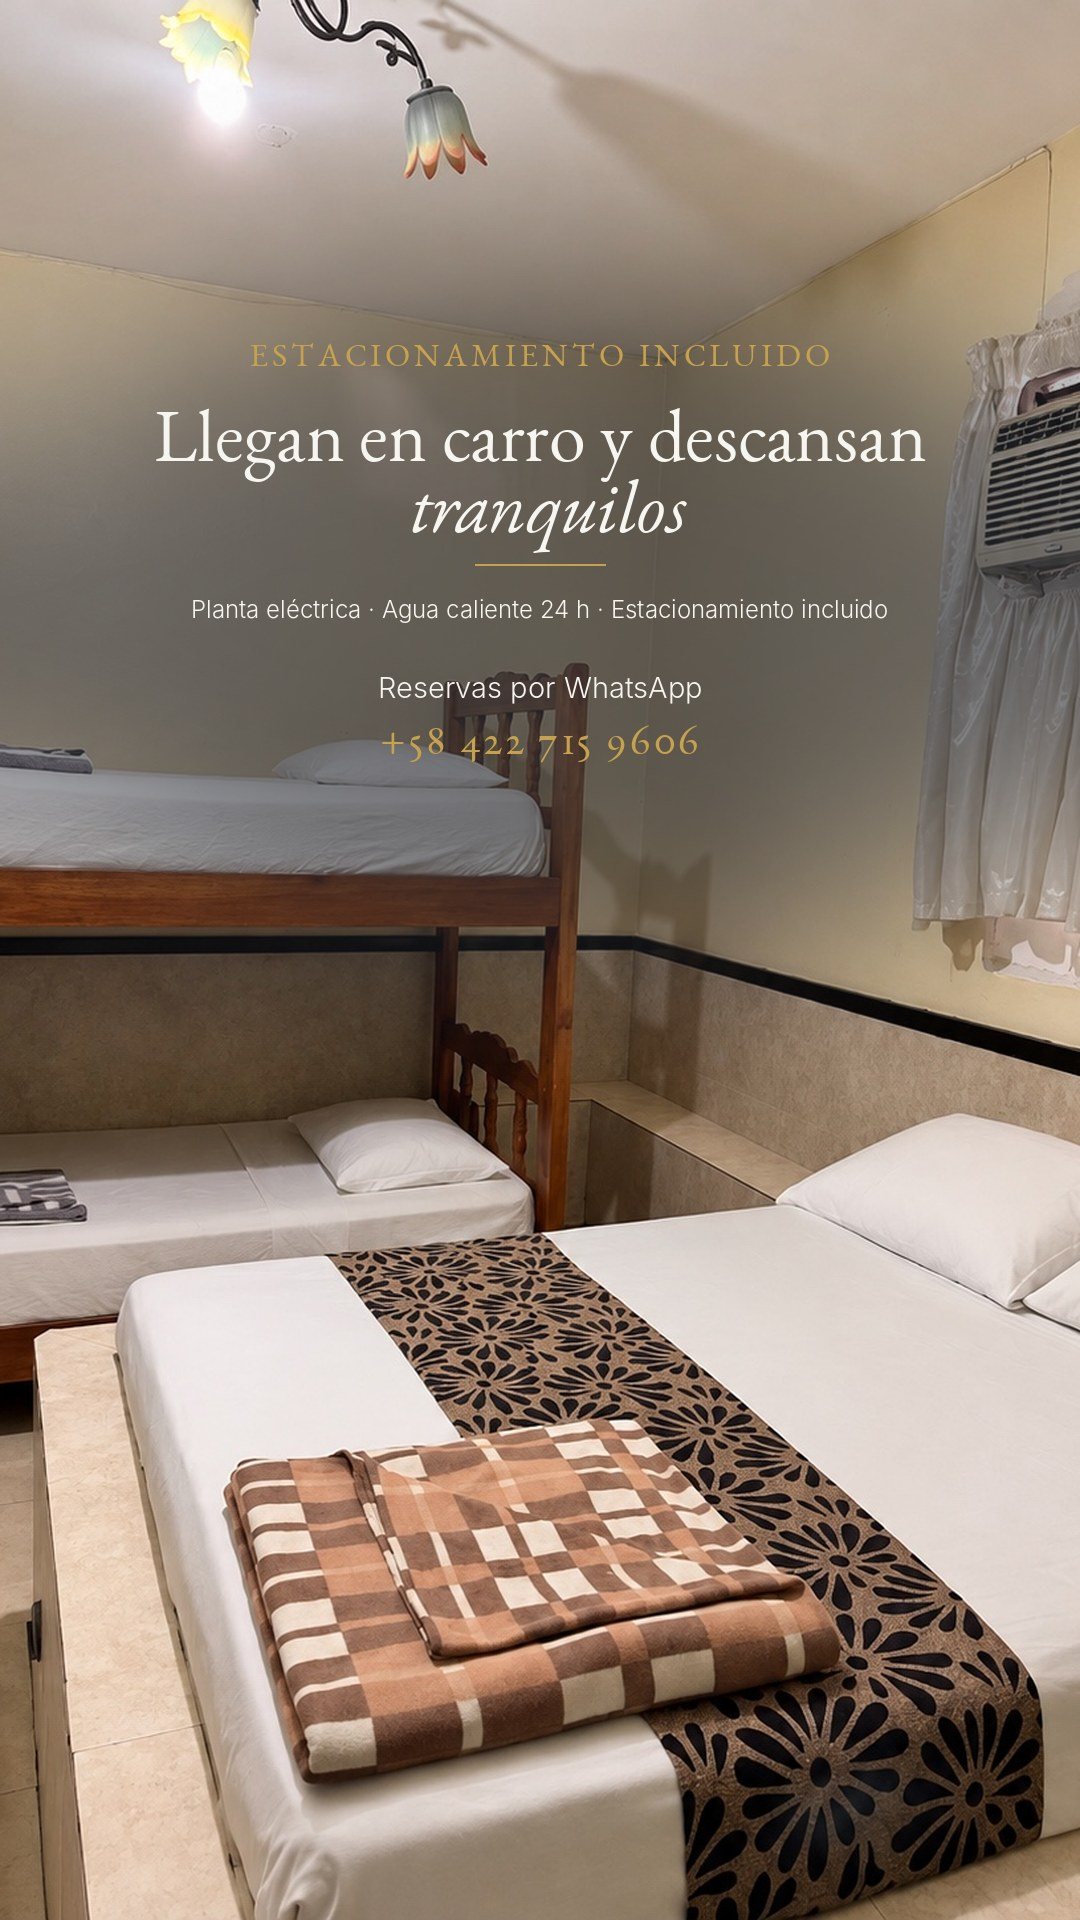 ESTACIONAMIENTO INCLUIDO
Llegan en carro y descansan
tranquilos
Planta eléctrica · Agua caliente 24 h · Estacionamiento incluido
Reservas por WhatsApp
+58 422 715 9606